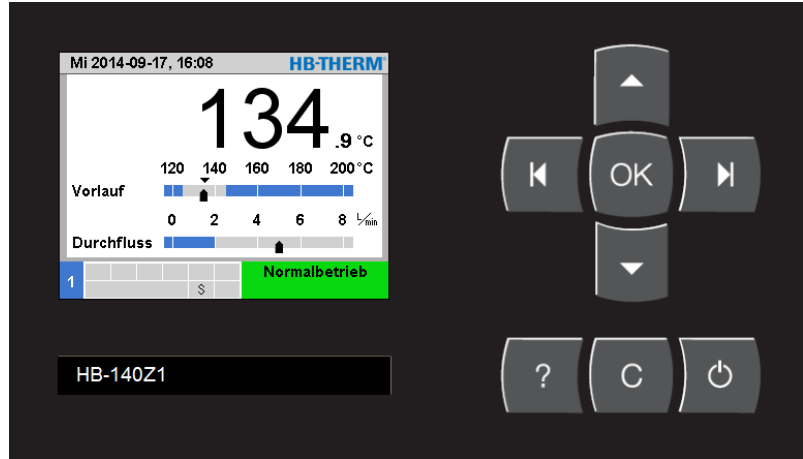 Mi 2014-09-17, 16:08 HB-THERM
134.9 °C
120 140 160 180 200°C
Vorlauf
0 2 4 6 8 L/min
Durchfluss
1 S Normalbetrieb
OK
HB-140Z1
? C